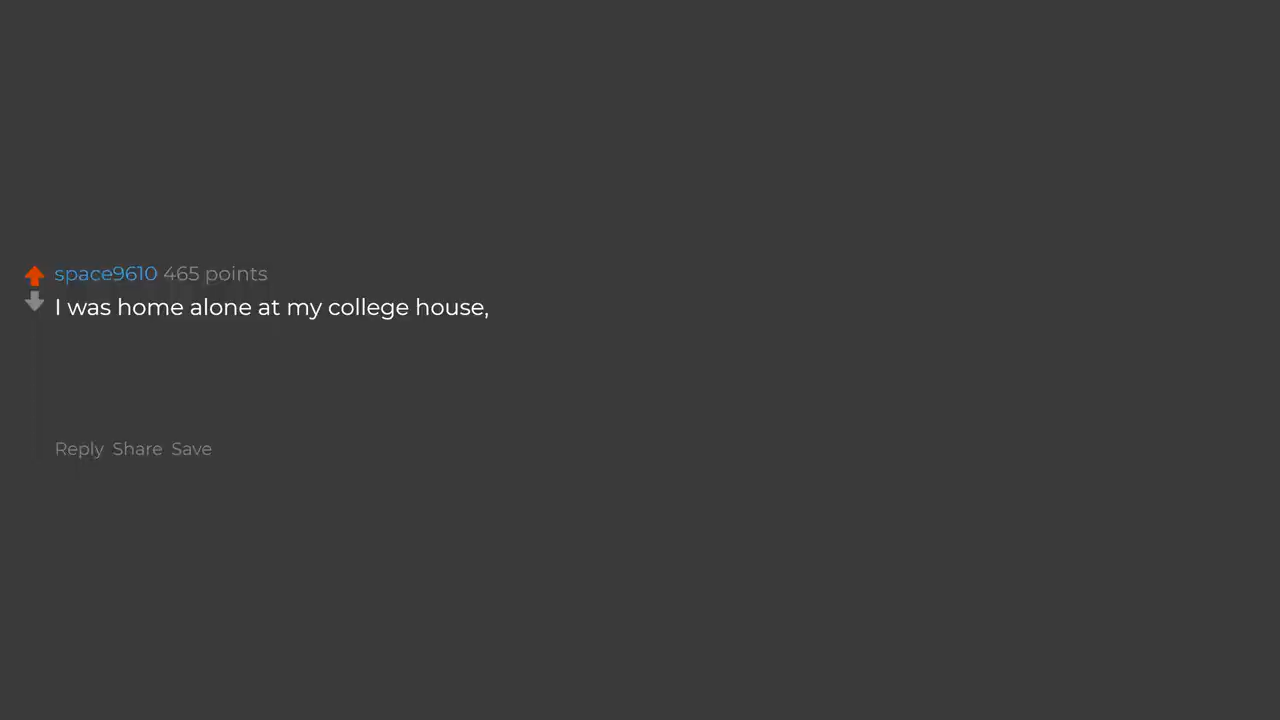 space9610 465 points
I was home alone at my college house,
Reply Share Save